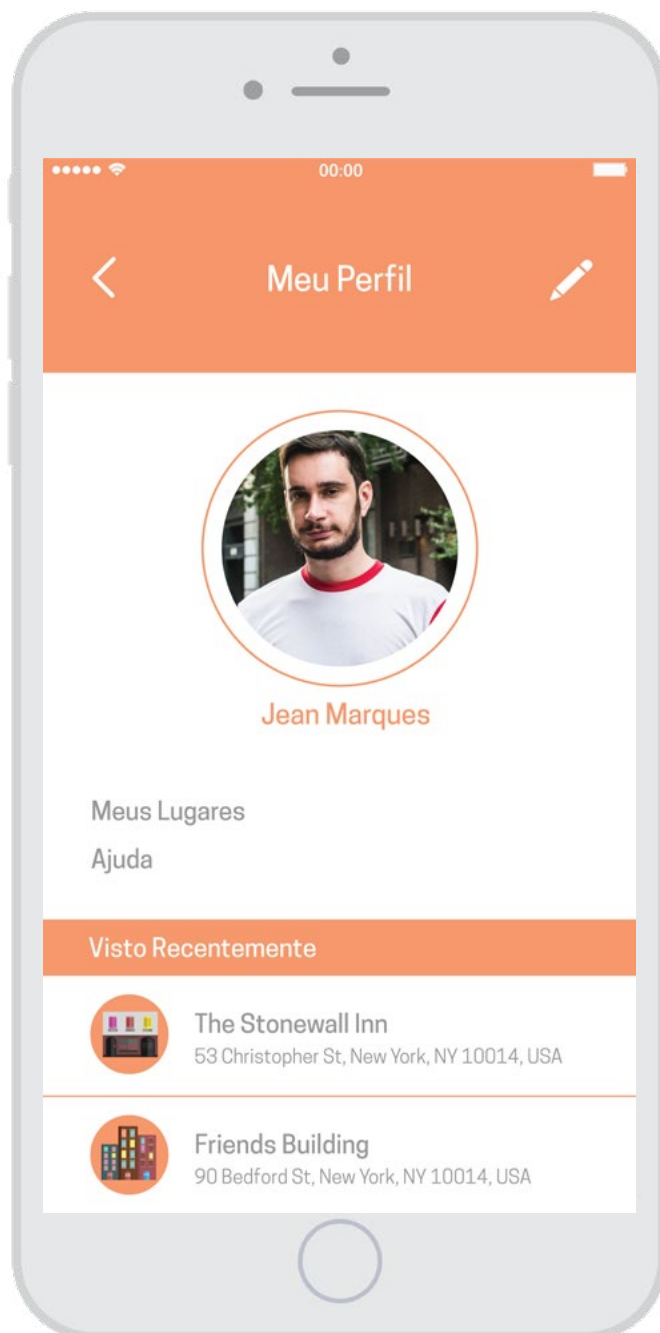 00:00
Meu Perfil
Jean Marques
Meus Lugares
Ajuda
Visto Recentemente
The Stonewall Inn
53 Christopher St, New York, NY 10014, USA
Friends Building
90 Bedford St, New York, NY 10014, USA